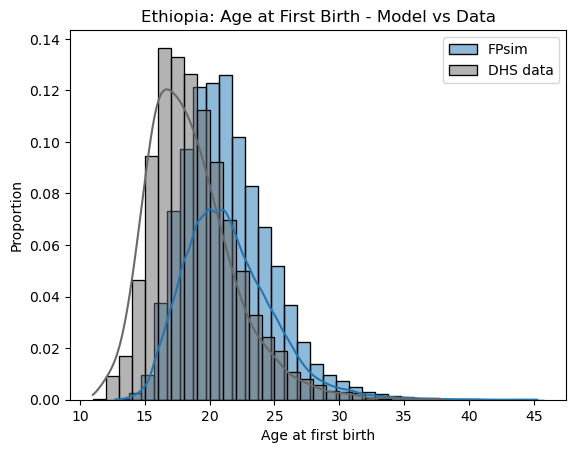 Ethiopia: Age at First Birth - Model vs Data
FPsim
DHS data
Proportion
0.14
0.12
0.10
0.08
0.06
0.04
0.02
0.00
10 15 20 25 30 35 40 45
Age at first birth